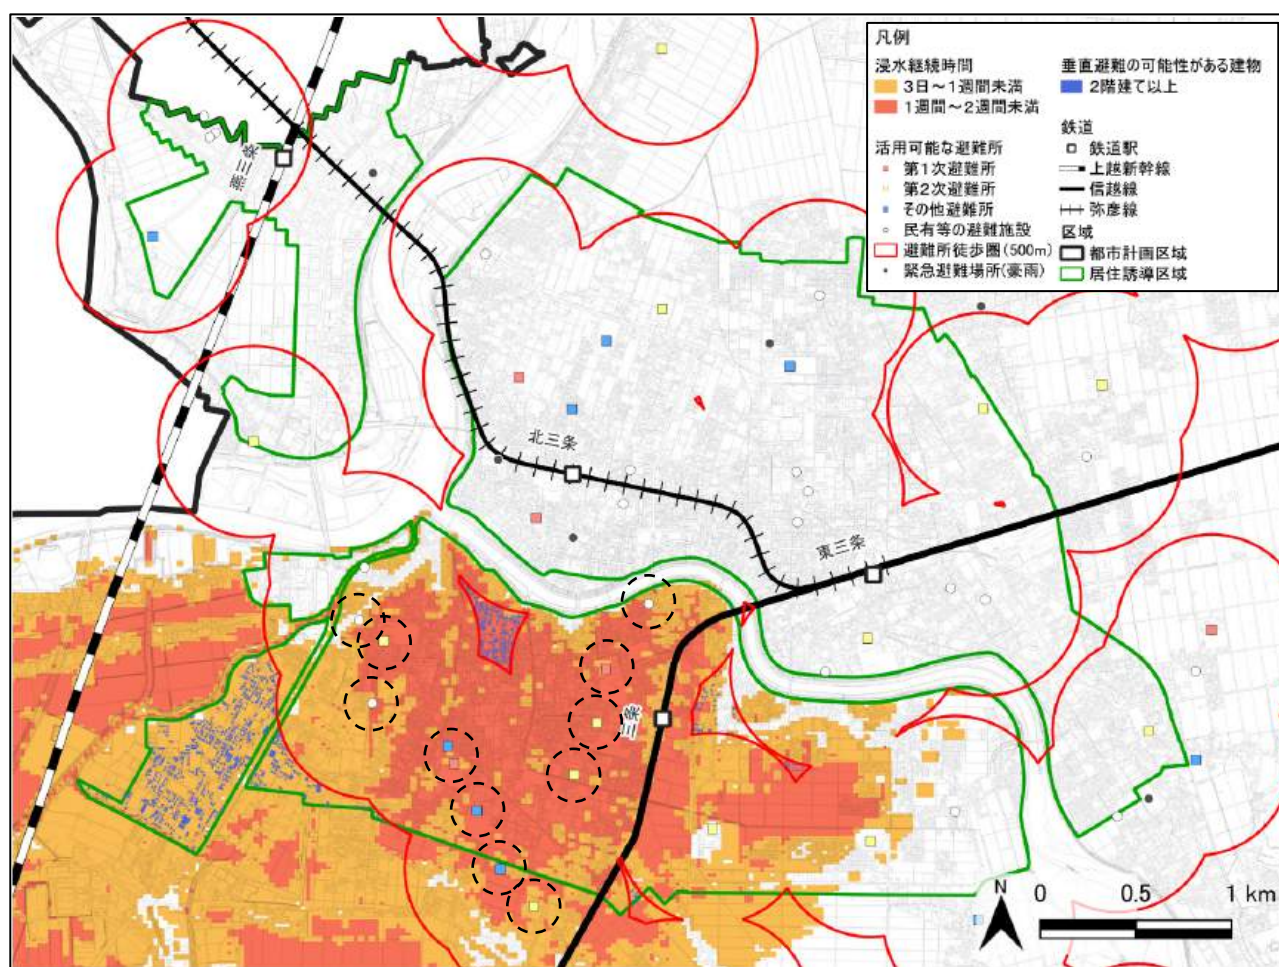 凡例
浸水継続時間
3日～1週間未満
1週間～2週間未満
活用可能な避難所
第1次避難所
第2次避難所
その他避難所
民有等の避難施設
避難所徒歩圏(500m)
緊急避難場所(豪雨)
垂直避難の可能性がある建物
2階建て以上
鉄道
鉄道駅
上越新幹線
信越線
弥彦線
区域
都市計画区域
居住誘導区域
燕三条
北三条
東三条
三条
N
0 0.5 1 km